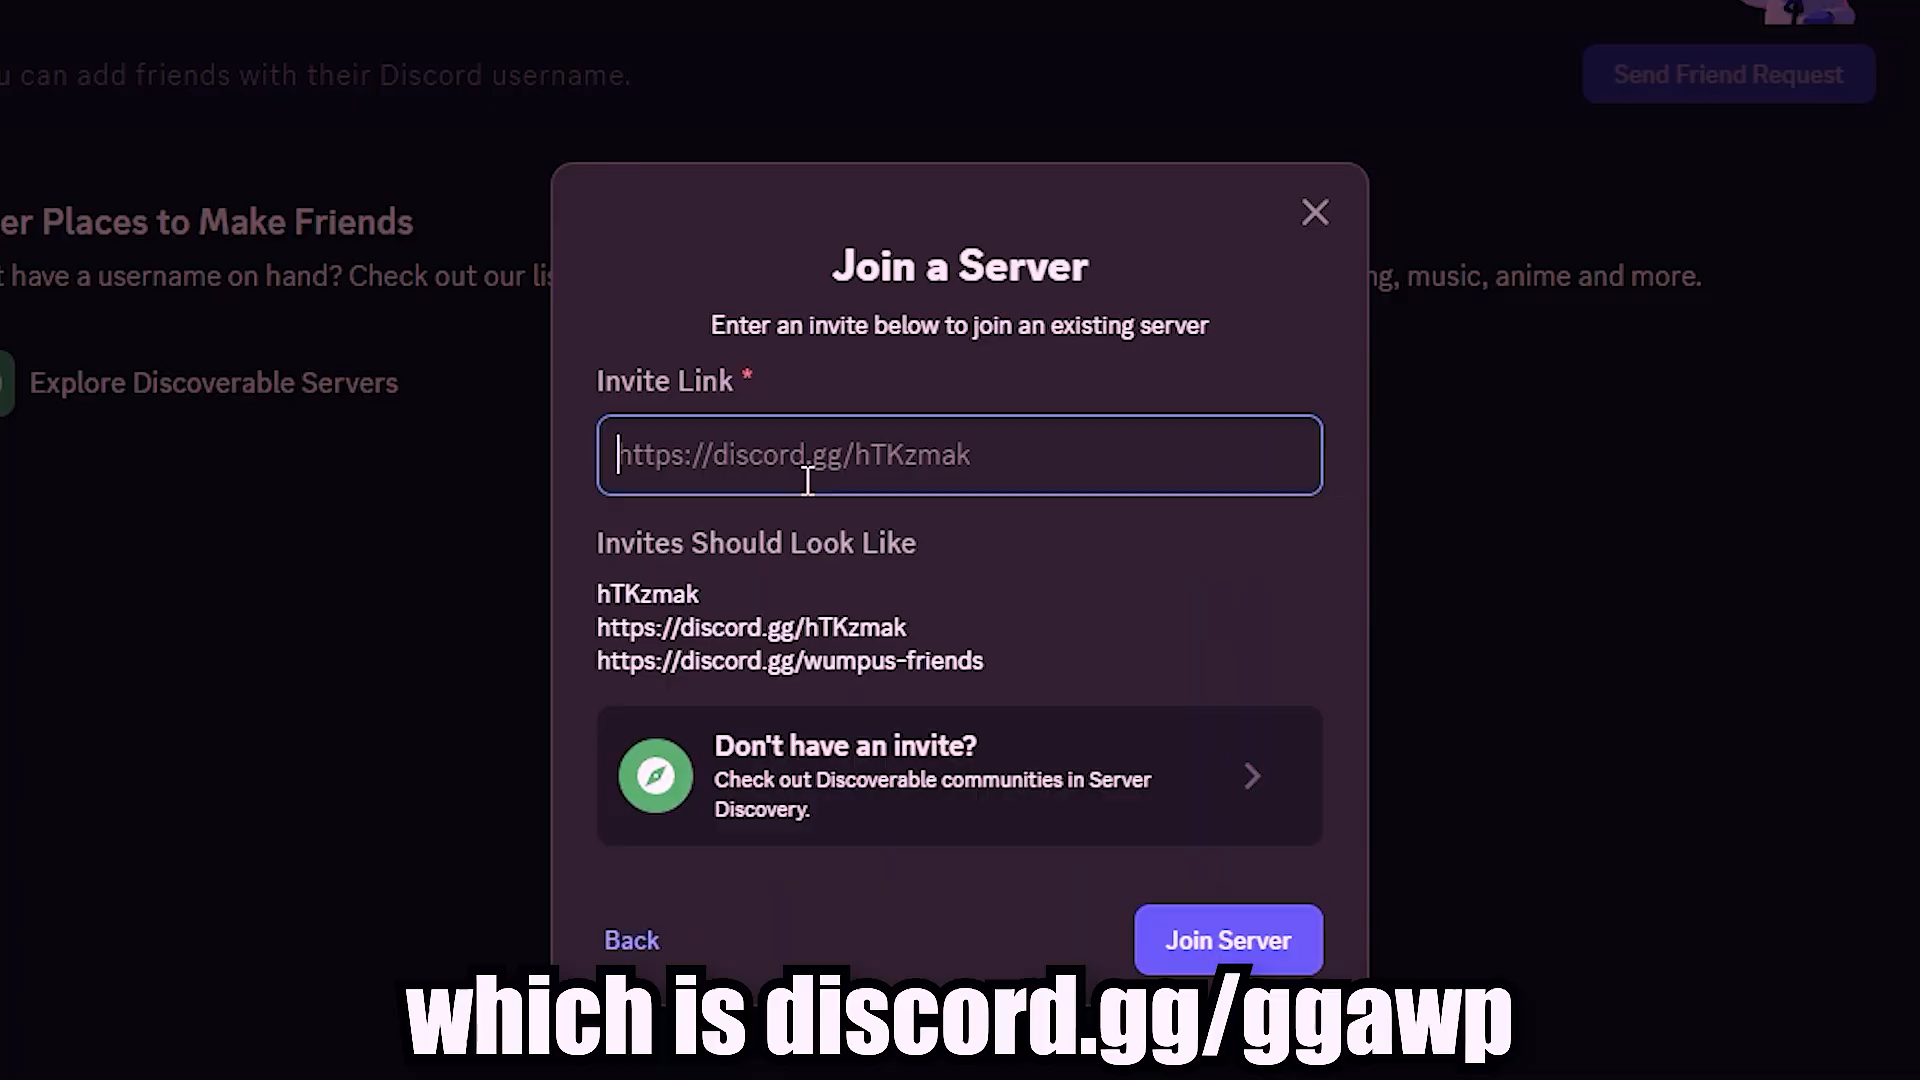 u can add friends with their Discord username.
Send Friend Request
er Places to Make Friends
t have a username on hand? Check out our lis
ng, music, anime and more.
Explore Discoverable Servers
Join a Server
Enter an invite below to join an existing server
Invite Link *
https://discord.gg/hTKzmak
Invites Should Look Like
hTKzmak
https://discord.gg/hTKzmak
https://discord.gg/wumpus-friends
Don't have an invite?
Check out Discoverable communities in Server
Discovery.
Back
Join Server
which is discord.gg/ggawp